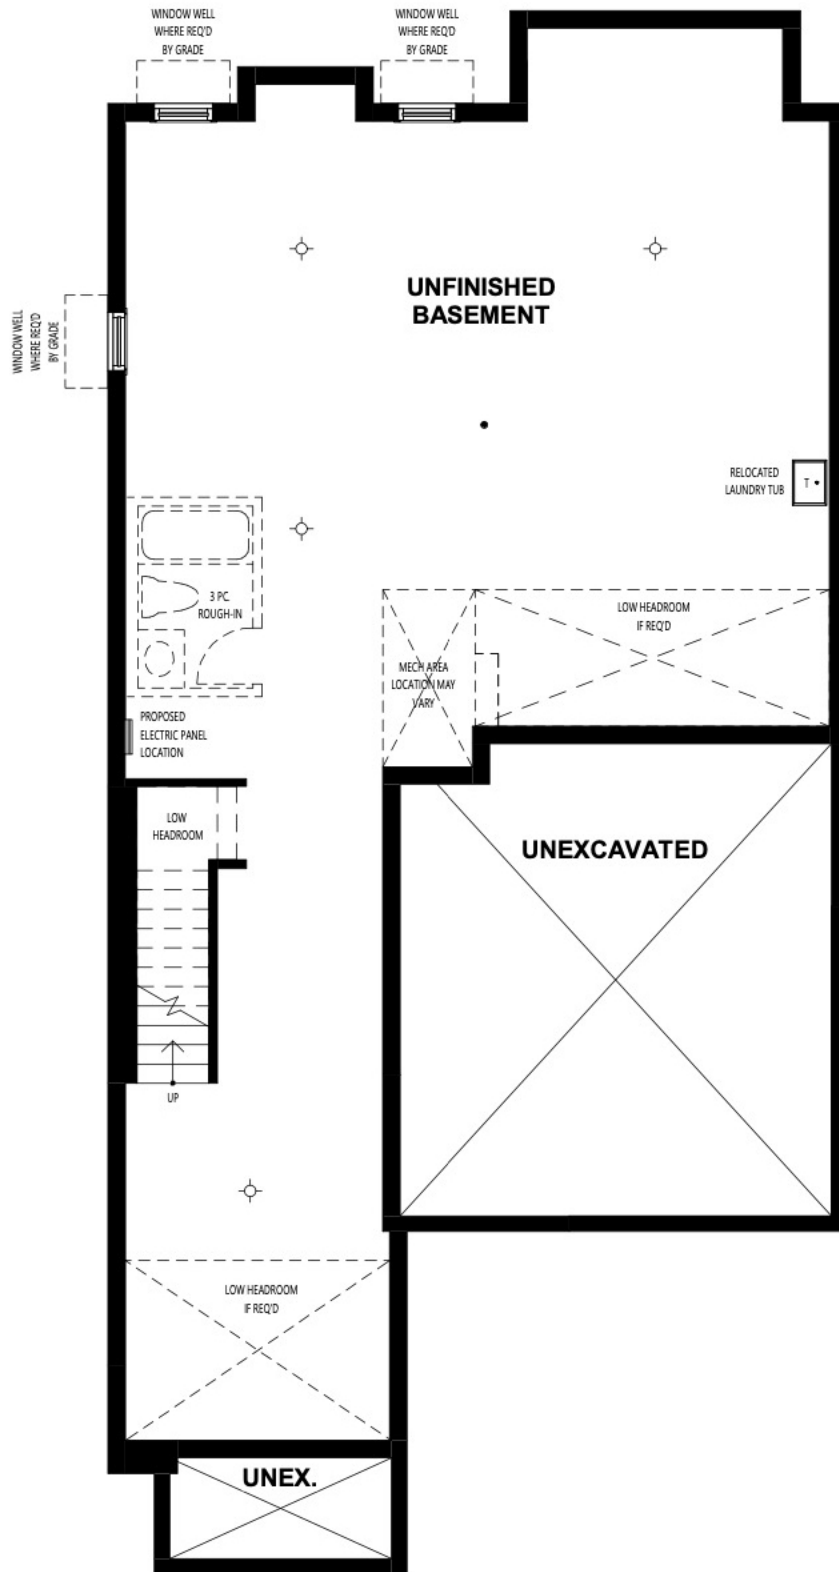 WINDOW WELL
WHERE REQ'D
BY GRADE
WINDOW WELL
WHERE REQ'D
BY GRADE
UNFINISHED
BASEMENT
WINDOW WELL
WHERE REQ'D
BY GRADE
RELOCATED
LAUNDRY TUB
T
3 PC.
ROUGH-IN
LOW HEADROOM
IF REQ'D
MECH AREA
LOCATION MAY
VARY
PROPOSED
ELECTRIC PANEL
LOCATION
LOW
HEADROOM
UNEXCAVATED
UP
LOW HEADROOM
IF REQ'D
UNEX.